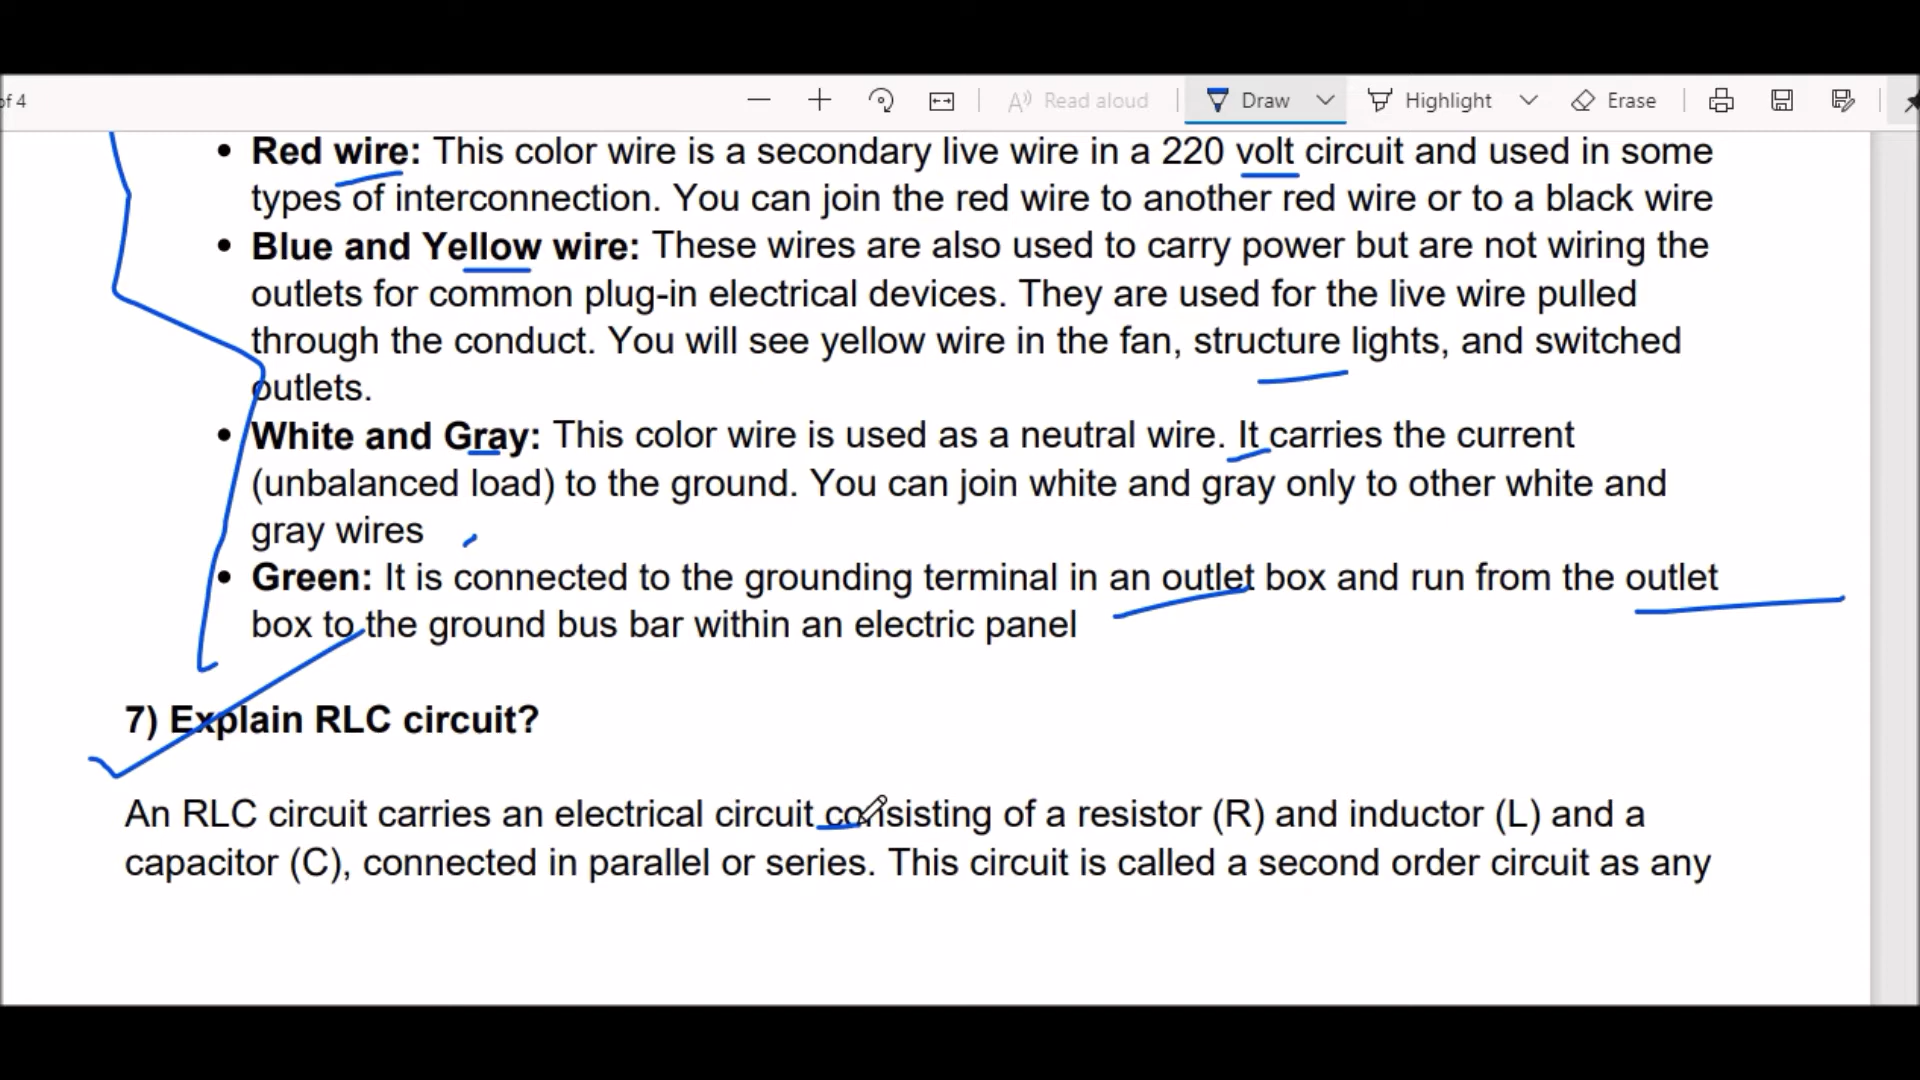 of 4
Read aloud
Draw
Highlight
Erase
Red wire: This color wire is a secondary live wire in a 220 volt circuit and used in some
types of interconnection. You can join the red wire to another red wire or to a black wire
Blue and Yellow wire: These wires are also used to carry power but are not wiring the
outlets for common plug-in electrical devices. They are used for the live wire pulled
through the conduct. You will see yellow wire in the fan, structure lights, and switched
outlets.
White and Gray: This color wire is used as a neutral wire. It carries the current
(unbalanced load) to the ground. You can join white and gray only to other white and
gray wires
Green: It is connected to the grounding terminal in an outlet box and run from the outlet
box to the ground bus bar within an electric panel
7) Explain RLC circuit?
An RLC circuit carries an electrical circuit consisting of a resistor (R) and inductor (L) and a
capacitor (C), connected in parallel or series. This circuit is called a second order circuit as any